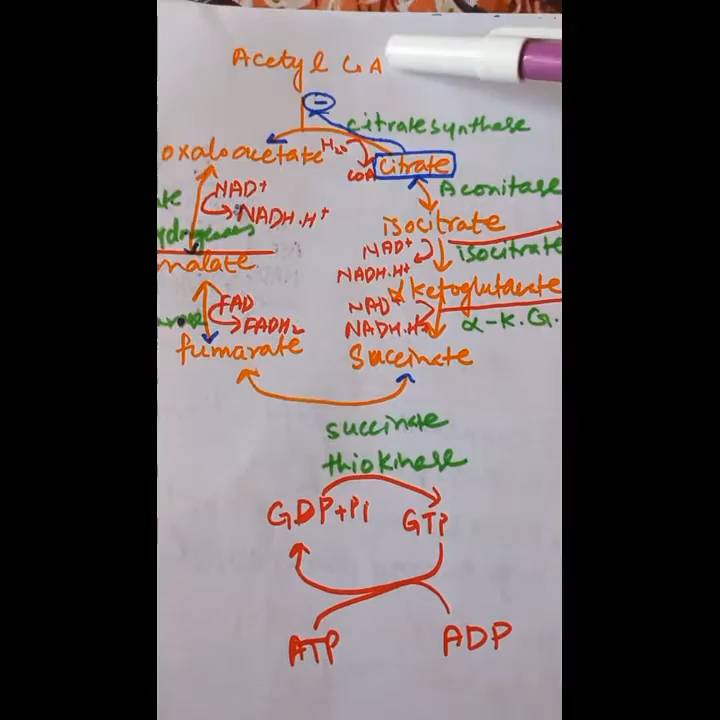 Acetyl CoA
−
citrate synthase
oxaloacetate
H₂O
CoA
citrate
Aconitase
NAD+
NADH.H+
isocitrate
isocitrate
NAD+
NADH.H+
malate
α ketoglutarate
FAD
FADH₂
NAD+
NADH.H+
α-K.G.
fumarate
Succinate
succinate
thiokinase
GDP+Pi
GTP
ATP
ADP